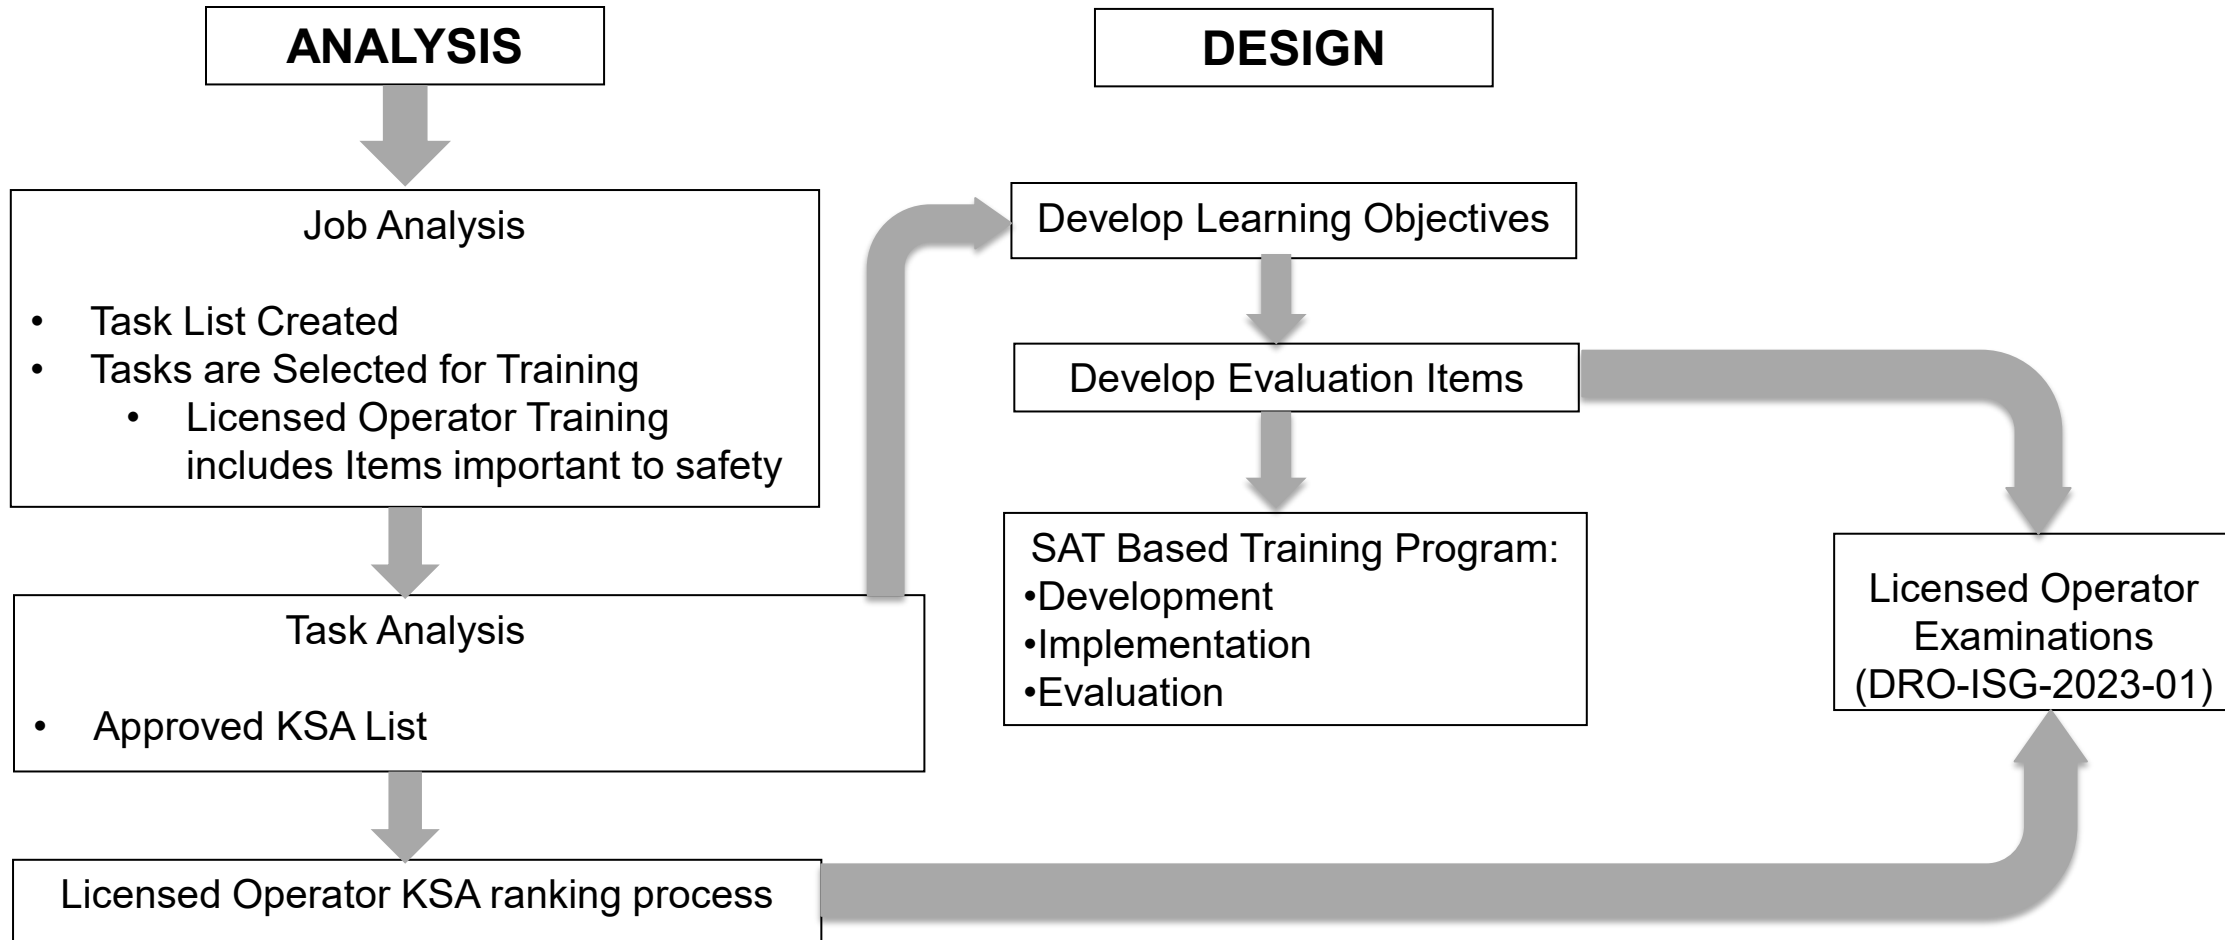 ANALYSIS
Job Analysis
• Task List Created
• Tasks are Selected for Training
• Licensed Operator Training
includes Items important to safety
Task Analysis
• Approved KSA List
Licensed Operator KSA ranking process
DESIGN
Develop Learning Objectives
Develop Evaluation Items
SAT Based Training Program:
•Development
•Implementation
•Evaluation
Licensed Operator
Examinations
(DRO-ISG-2023-01)